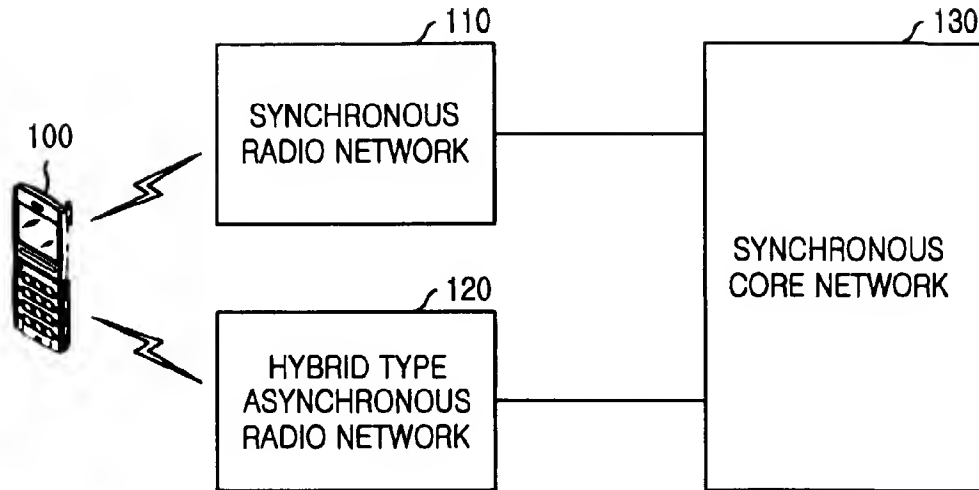 110
130
SYNCHRONOUS
RADIO NETWORK
100
SYNCHRONOUS
CORE NETWORK
120
HYBRID TYPE
ASYNCHRONOUS
RADIO NETWORK